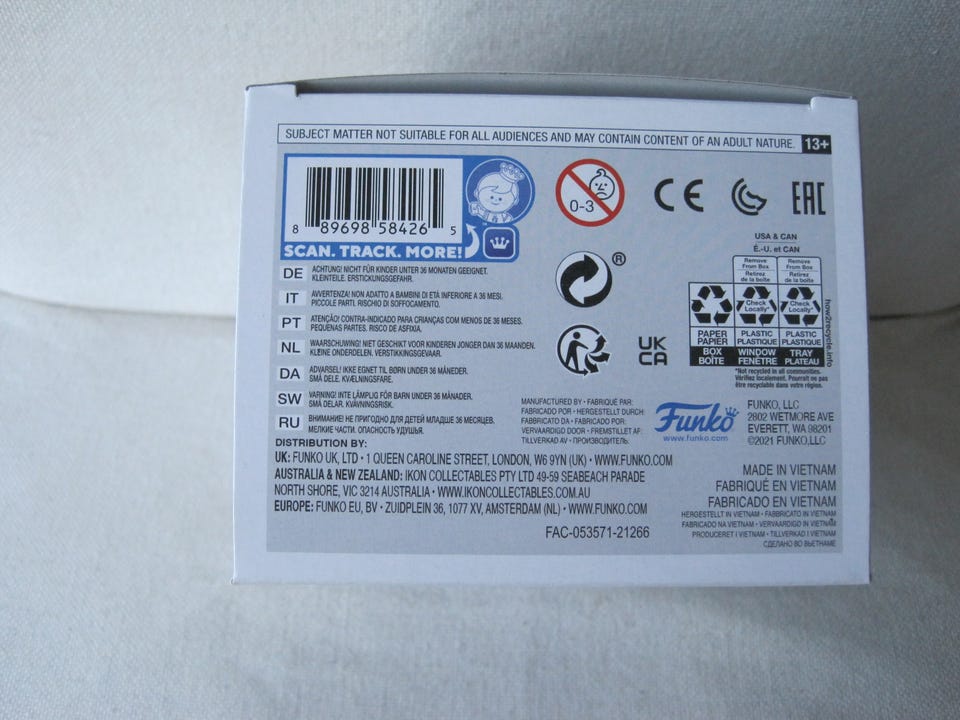 SUBJECT MATTER NOT SUITABLE FOR ALL AUDIENCES AND MAY CONTAIN CONTENT OF AN ADULT NATURE. 13+
8 89698 58426 5
SCAN. TRACK. MORE!
0-3
CE
EAC
®
UK
CA
DE ACHTUNG! NICHT FÜR KINDER UNTER 36 MONATEN GEEIGNET.
KLEINTEILE. ERSTICKUNGSGEFAHR.
IT AVVERTENZA! NON ADATTO A BAMBINI DI ETÀ INFERIORE A 36 MESI.
PICCOLE PARTI. RISCHIO DI SOFFOCAMENTO.
PT ATENÇÃO! CONTRA-INDICADO PARA CRIANÇAS COM MENOS DE 36 MESES.
PEQUENAS PARTES. RISCO DE ASFIXIA.
NL WAARSCHUWING! NIET GESCHIKT VOOR KINDEREN JONGER DAN 36 MAANDEN.
KLEINE ONDERDELEN. VERSTIKKINGSGEVAAR.
DA ADVARSEL! IKKE EGNET TIL BØRN UNDER 36 MÅNEDER.
SMÅ DELE. KVÆLNINGSFARE.
SW VARNING! INTE LÄMPLIG FÖR BARN UNDER 36 MÅNADER.
SMÅ DELAR. KVÄVNINGSRISK.
RU ВНИМАНИЕ! НЕ ПРИГОДНО ДЛЯ ДЕТЕЙ МЛАДШЕ 36 МЕСЯЦЕВ.
МЕЛКИЕ ЧАСТИ. ОПАСНОСТЬ УДУШЬЯ.
USA & CAN
É.-U. et CAN
Remove From Box
Retirez de la boîte
Remove From Box
Retirez de la boîte
Check Locally*
Check Locally*
PAPER PAPIER
PLASTIC PLASTIQUE
PLASTIC PLASTIQUE
BOX BOÎTE
WINDOW FENÊTRE
TRAY PLATEAU
how2recycle.info
*Not recycled in all communities.
Vérifiez localement. Pourrait ne pas
être recyclable dans votre région.
MANUFACTURED BY • FABRIQUÉ PAR:
FABRICADO POR • HERGESTELLT DURCH:
FABRICADO DA • FABRICADO POR:
VERVAARDIGD DOOR • FREMSTILLET AF:
TILLVERKAD AV • ПРОИЗВОДИТЕЛЬ:
Funko
www.funko.com
FUNKO, LLC
2802 WETMORE AVE
EVERETT, WA 98201
©2021 FUNKO,LLC
DISTRIBUTION BY:
UK: FUNKO UK, LTD • 1 QUEEN CAROLINE STREET, LONDON, W6 9YN (UK) • WWW.FUNKO.COM
AUSTRALIA & NEW ZEALAND: IKON COLLECTABLES PTY LTD 49-59 SEABEACH PARADE
NORTH SHORE, VIC 3214 AUSTRALIA • WWW.IKONCOLLECTABLES.COM.AU
EUROPE: FUNKO EU, BV • ZUIDPLEIN 36, 1077 XV, AMSTERDAM (NL) • WWW.FUNKO.COM
FAC-053571-21266
MADE IN VIETNAM
FABRIQUÉ EN VIETNAM
FABRICADO EN VIETNAM
HERGESTELLT IN VIETNAM • FABBRICATO IN VIETNAM
FABRICADO NA VIETNAM • VERVAARDIGD IN VIETNAM
PRODUCERET I VIETNAM • TILLVERKAD I VIETNAM
СДЕЛАНО ВО ВЬЕТНАМЕ